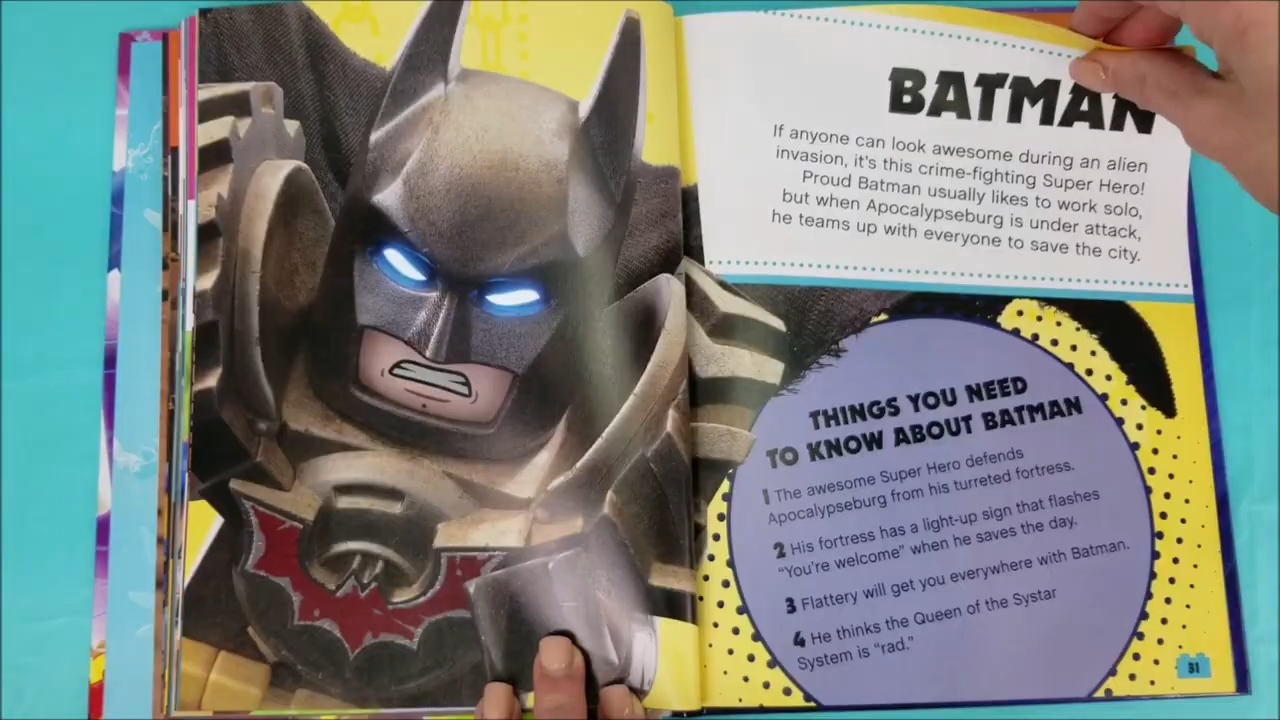 BATMAN
If anyone can look awesome during an alien
invasion, it's this crime-fighting Super Hero!
Proud Batman usually likes to work solo,
but when Apocalypseburg is under attack,
he teams up with everyone to save the city.
THINGS YOU NEED
TO KNOW ABOUT BATMAN
1 The awesome Super Hero defends
Apocalypseburg from his turreted fortress.
2 His fortress has a light-up sign that flashes
“You're welcome” when he saves the day.
3 Flattery will get you everywhere with Batman.
4 He thinks the Queen of the Systar
System is “rad.”
31